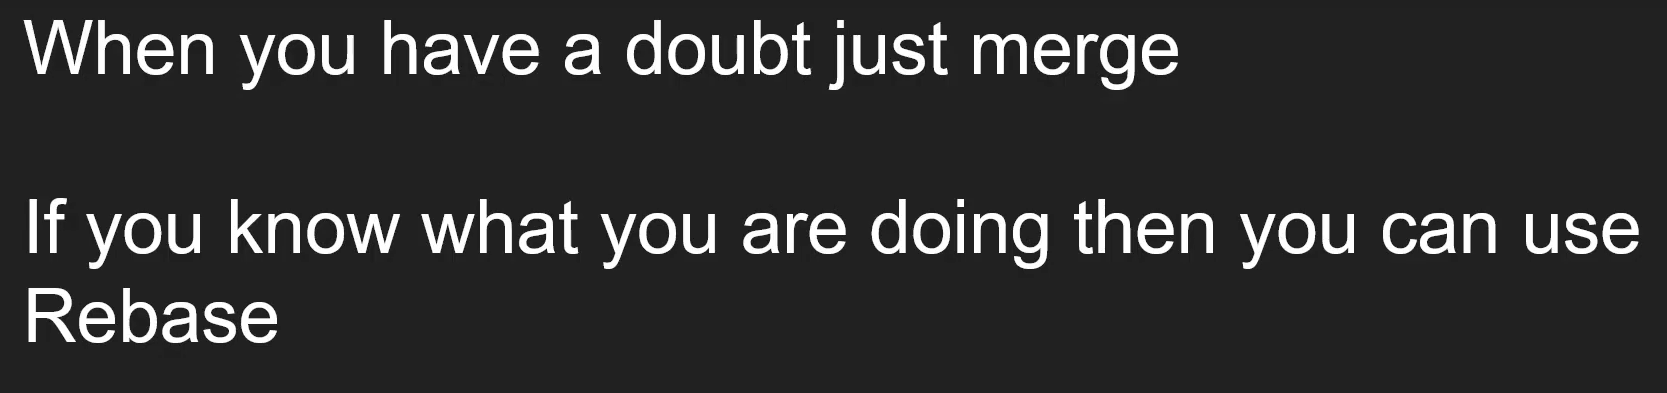 When you have a doubt just merge
If you know what you are doing then you can use
Rebase